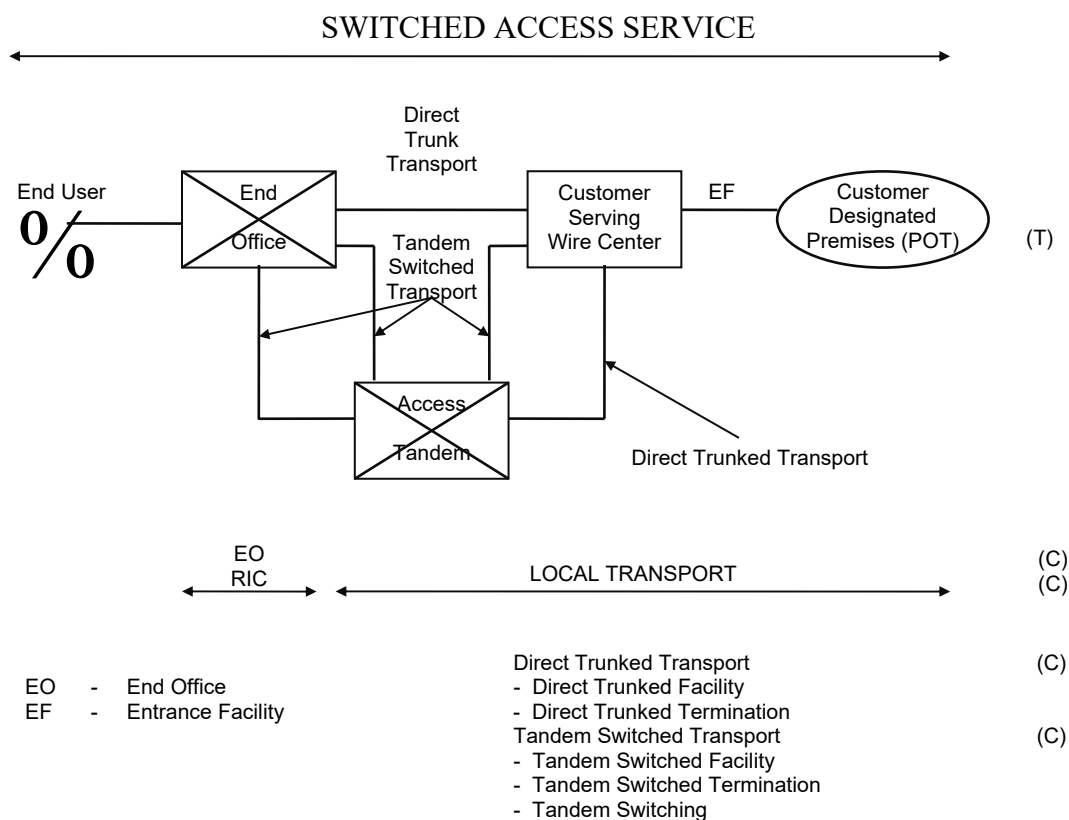 SWITCHED ACCESS SERVICE
Direct
Trunk
Transport
End User
End
Office
Customer
Serving
Wire Center
EF
Customer
Designated
Premises (POT)
(T)
Tandem
Switched
Transport
Access
Tandem
Direct Trunked Transport
EO
RIC
LOCAL TRANSPORT
(C)
(C)
EO - End Office
EF - Entrance Facility
Direct Trunked Transport (C)
- Direct Trunked Facility
- Direct Trunked Termination
Tandem Switched Transport (C)
- Tandem Switched Facility
- Tandem Switched Termination
- Tandem Switching